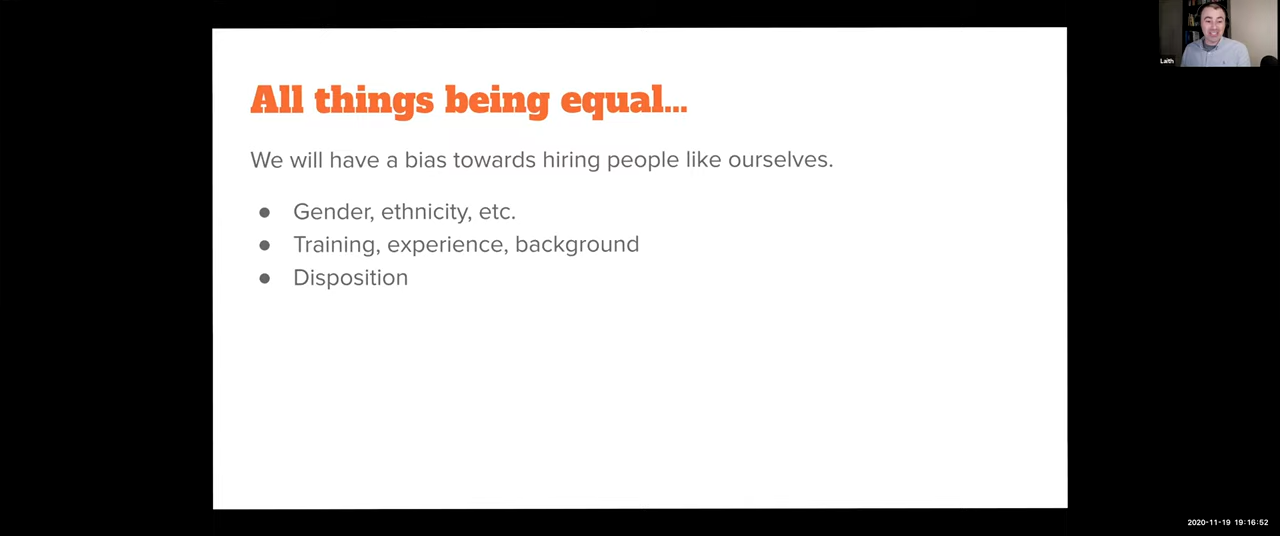 All things being equal...
We will have a bias towards hiring people like ourselves.
● Gender, ethnicity, etc.
● Training, experience, background
● Disposition
Laith
2020-11-19 19:16:52